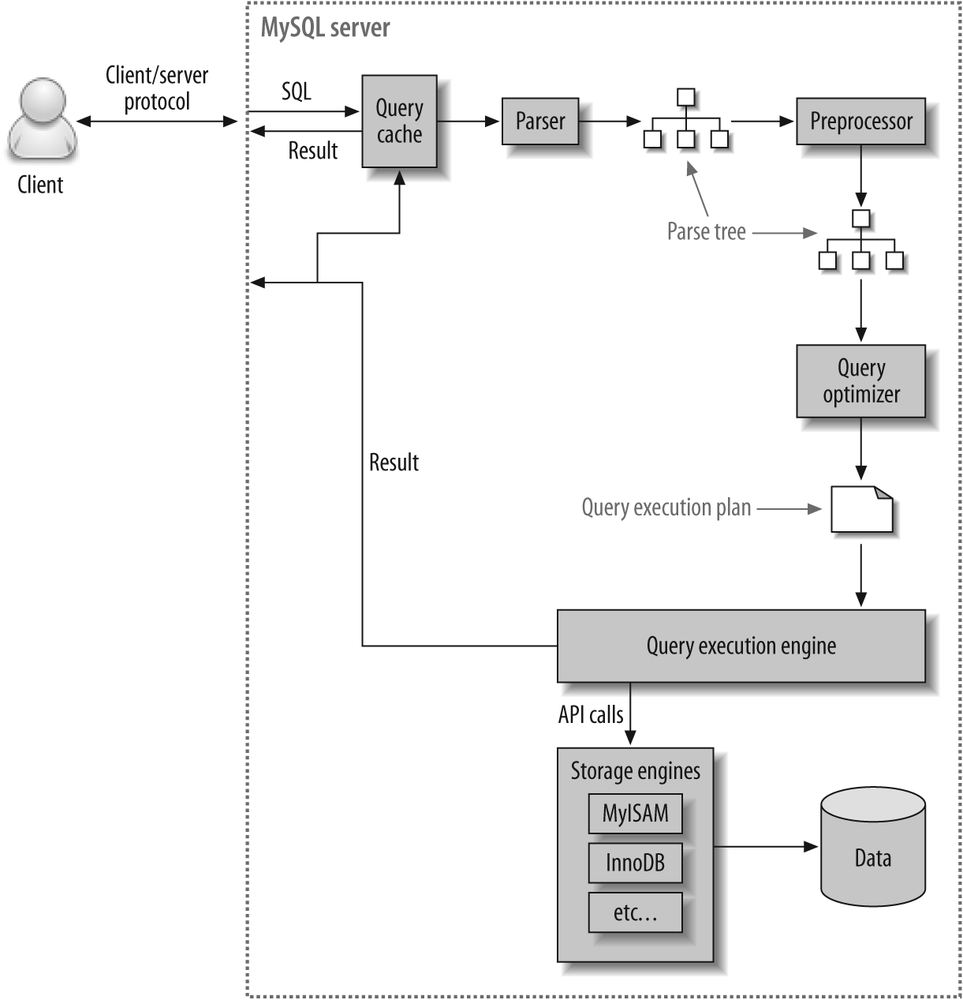 MySQL server
Client/server
protocol
SQL
Result
Client
Query
cache
Parser
Preprocessor
Parse tree
Query
optimizer
Result
Query execution plan
Query execution engine
API calls
Storage engines
MyISAM
InnoDB
etc...
Data